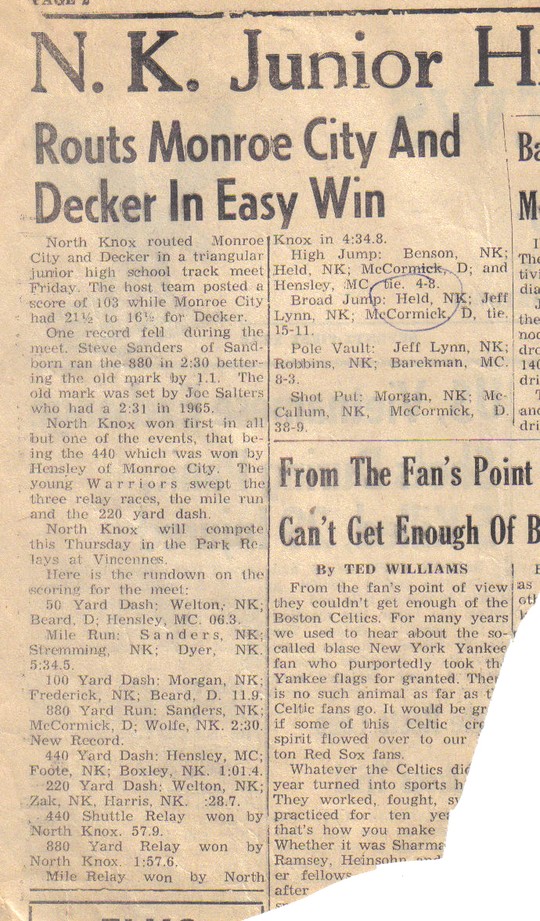 PAGE 2
N. K. Junior Hi
Routs Monroe City And
Decker In Easy Win
North Knox routed Monroe
City and Decker in a triangular
junior high school track meet
Friday. The host team posted a
score of 103 while Monroe City
had 21½ to 16½ for Decker.
One record fell during the
meet. Steve Sanders of Sand-
born ran the 880 in 2:30 better-
ing the old mark by 1.1. The
old mark was set by Joe Salters
who had a 2:31 in 1965.
North Knox won first in all
but one of the events, that be-
ing the 440 which was won by
Hensley of Monroe City. The
young Warriors swept the
three relay races, the mile run
and the 220 yard dash.
North Knox will compete
this Thursday in the Park Re-
lays at Vincennes.
Here is the rundown on the
scoring for the meet:
50 Yard Dash: Welton, NK;
Beard, D; Hensley, MC. 06.3.
Mile Run: Sanders, NK;
Stremming, NK; Dyer, NK.
5:34.5.
100 Yard Dash: Morgan, NK;
Frederick, NK; Beard, D. 11.9.
880 Yard Run: Sanders, NK;
McCormick, D; Wolfe, NK. 2:30.
New Record.
440 Yard Dash: Hensley, MC;
Foote, NK; Boxley, NK. 1:01.4.
220 Yard Dash: Welton, NK;
Zak, NK, Harris, NK. :28.7.
440 Shuttle Relay won by
North Knox. 57.9.
880 Yard Relay won by
North Knox. 1:57.6.
Mile Relay won by North
Knox in 4:34.8.
High Jump: Benson, NK;
Held, NK; McCormick, D; and
Hensley, MC, tie. 4-8.
Broad Jump: Held, NK; Jeff
Lynn, NK; McCormick, D, tie.
15-11.
Pole Vault: Jeff Lynn, NK;
Robbins, NK; Barekman, MC.
8-3.
Shot Put: Morgan, NK; Mc-
Callum, NK, McCormick, D.
38-9.
From The Fan's Point
Can't Get Enough Of B
By TED WILLIAMS
From the fan's point of view
they couldn't get enough of the
Boston Celtics. For many years
we used to hear about the so-
called blase New York Yankee
fan who purportedly took the
Yankee flags for granted. There
is no such animal as far as
Celtic fans go. It would be
if some of this Celtic
spirit flowed over to our
ton Red Sox fans.
Whatever the Celtics
year turned into sports
They worked, fought,
practiced for ten
that's how you make
Whether it was Sharma
Ramsey, Heinsohn and
er fellows
after
Ba
M
I
The
tivi
dia
J
the
noc
dro
140
dri
T
and
dri
as
oth